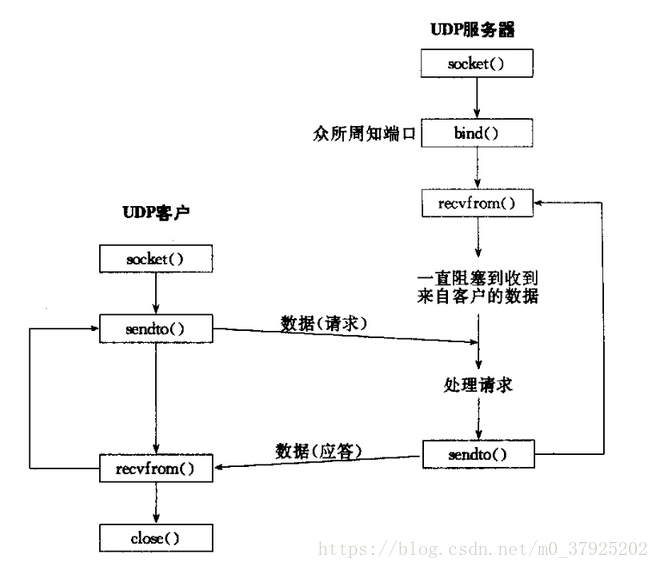 UDP服务器
socket()
众所周知端口
bind()
recvfrom()
UDP客户
一直阻塞到收到
来自客户的数据
socket()
sendto()
数据(请求)
处理请求
数据(应答)
sendto()
recvfrom()
close()
https://blog.csdn.net/m0_37925202